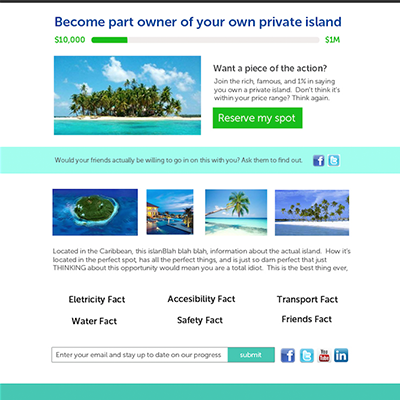 Become part owner of your own private island
$10,000 $1M
Want a piece of the action?
Join the rich, famous, and 1% in saying
you own a private island. Don't think it's
within your price range? Think again.
Reserve my spot
Would your friends actually be willing to go in on this with you? Ask them to find out.
Located in the Caribbean, this islanBlah blah blah, information about the actual island. How it's
located in the perfect spot, has all the perfect things, and is just so darn perfect that just
THINKING about this opportunity would mean you are a total idiot. This is the best thing ever,
Eletricity Fact Accesibility Fact Transport Fact
Water Fact Safety Fact Friends Fact
Enter your email and stay up to date on our progress submit
You Tube